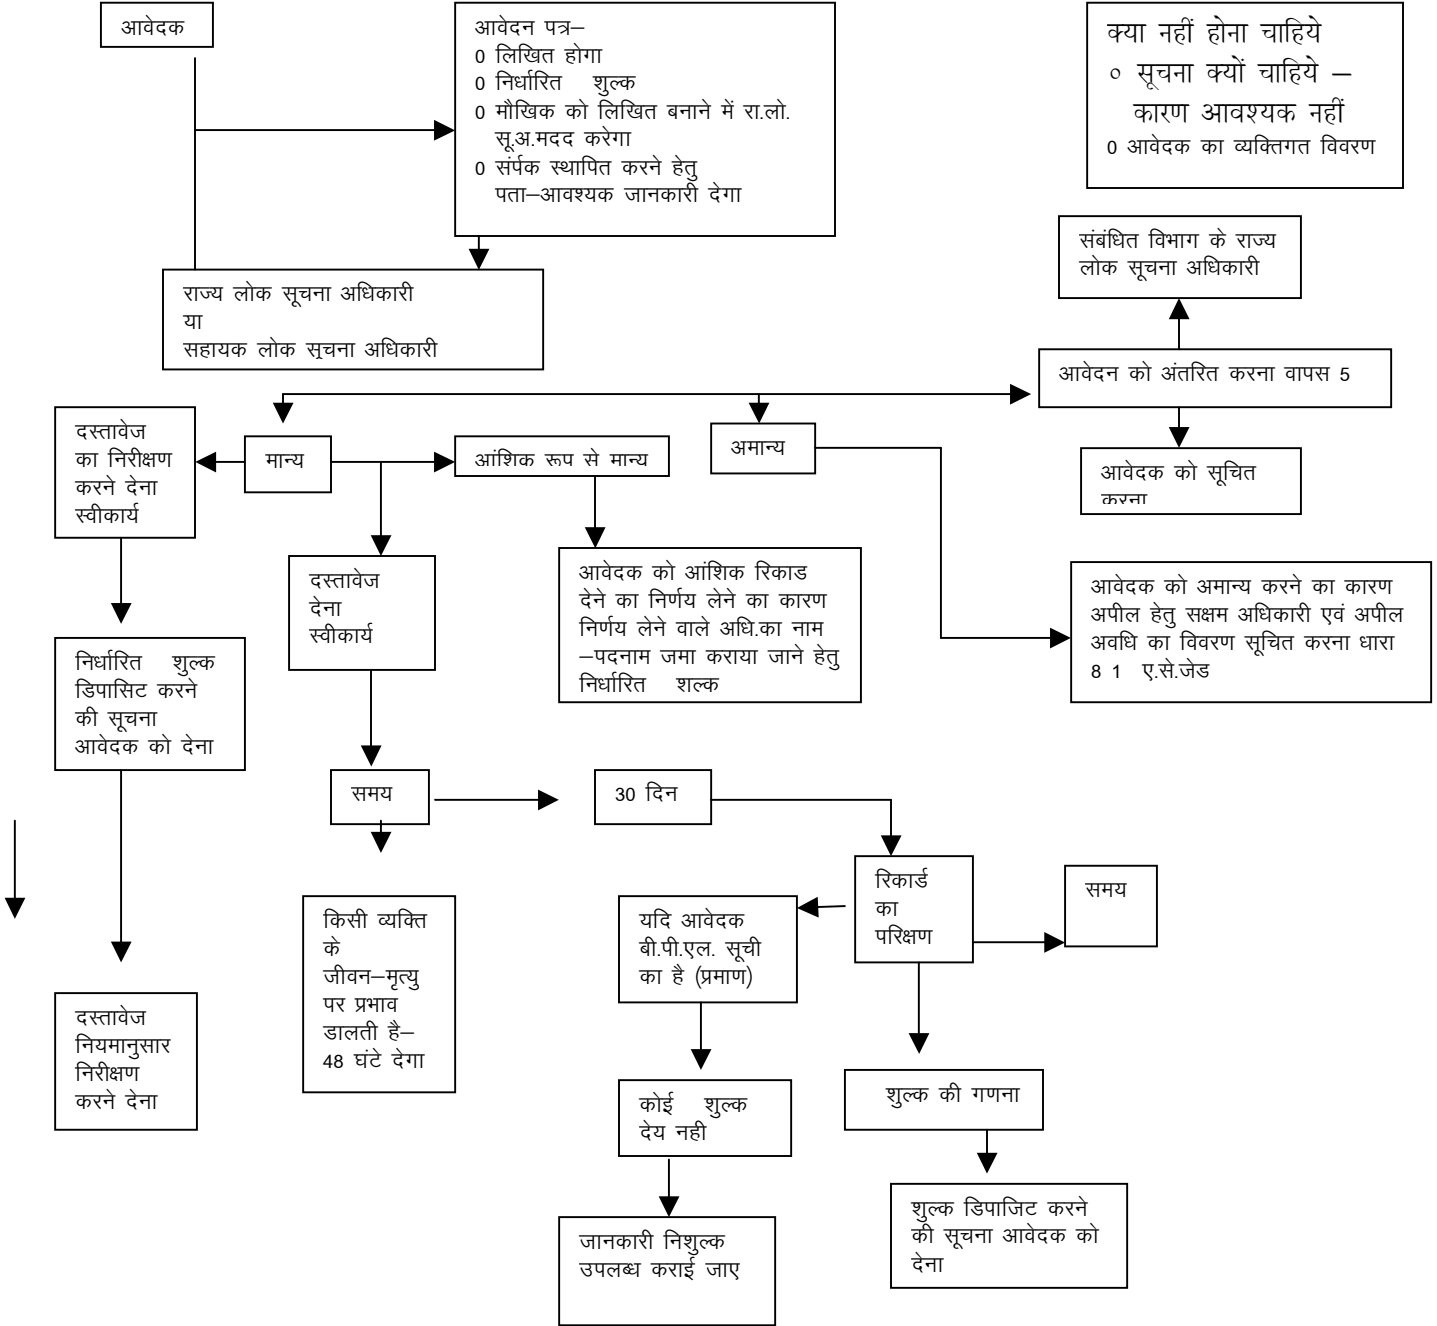 आवेदक
आवेदन पत्र–
0 लिखित होगा
0 निर्धारित शुल्क
0 मौखिक को लिखित बनाने में रा.लो.
सू.अ.मदद करेगा
0 संर्पक स्थापित करने हेतु
पता–आवश्यक जानकारी देगा
क्या नहीं होना चाहिये
० सूचना क्यों चाहिये –
कारण आवश्यक नहीं
0 आवेदक का व्यक्तिगत विवरण
संबंधित विभाग के राज्य
लोक सूचना अधिकारी
राज्य लोक सूचना अधिकारी
या
सहायक लोक सूचना अधिकारी
आवेदन को अंतरित करना वापस 5
आवेदक को सूचित
करना
दस्तावेज
का निरीक्षण
करने देना
स्वीकार्य
मान्य
आंशिक रूप से मान्य
अमान्य
दस्तावेज
देना
स्वीकार्य
आवेदक को आंशिक रिकाड
देने का निर्णय लेने का कारण
निर्णय लेने वाले अधि.का नाम
–पदनाम जमा कराया जाने हेतु
निर्धारित शल्क
आवेदक को अमान्य करने का कारण
अपील हेतु सक्षम अधिकारी एवं अपील
अवधि का विवरण सूचित करना धारा
8 1 ए.से.जेड
निर्धारित शुल्क
डिपासिट करने
की सूचना
आवेदक को देना
समय
30 दिन
रिकार्ड
का
परिक्षण
समय
किसी व्यक्ति
के
जीवन–मृत्यु
पर प्रभाव
डालती है–
48 घंटे देगा
यदि आवेदक
बी.पी.एल. सूची
का है (प्रमाण)
दस्तावेज
नियमानुसार
निरीक्षण
करने देना
कोई शुल्क
देय नही
शुल्क की गणना
जानकारी निशुल्क
उपलब्ध कराई जाए
शुल्क डिपाजिट करने
की सूचना आवेदक को
देना